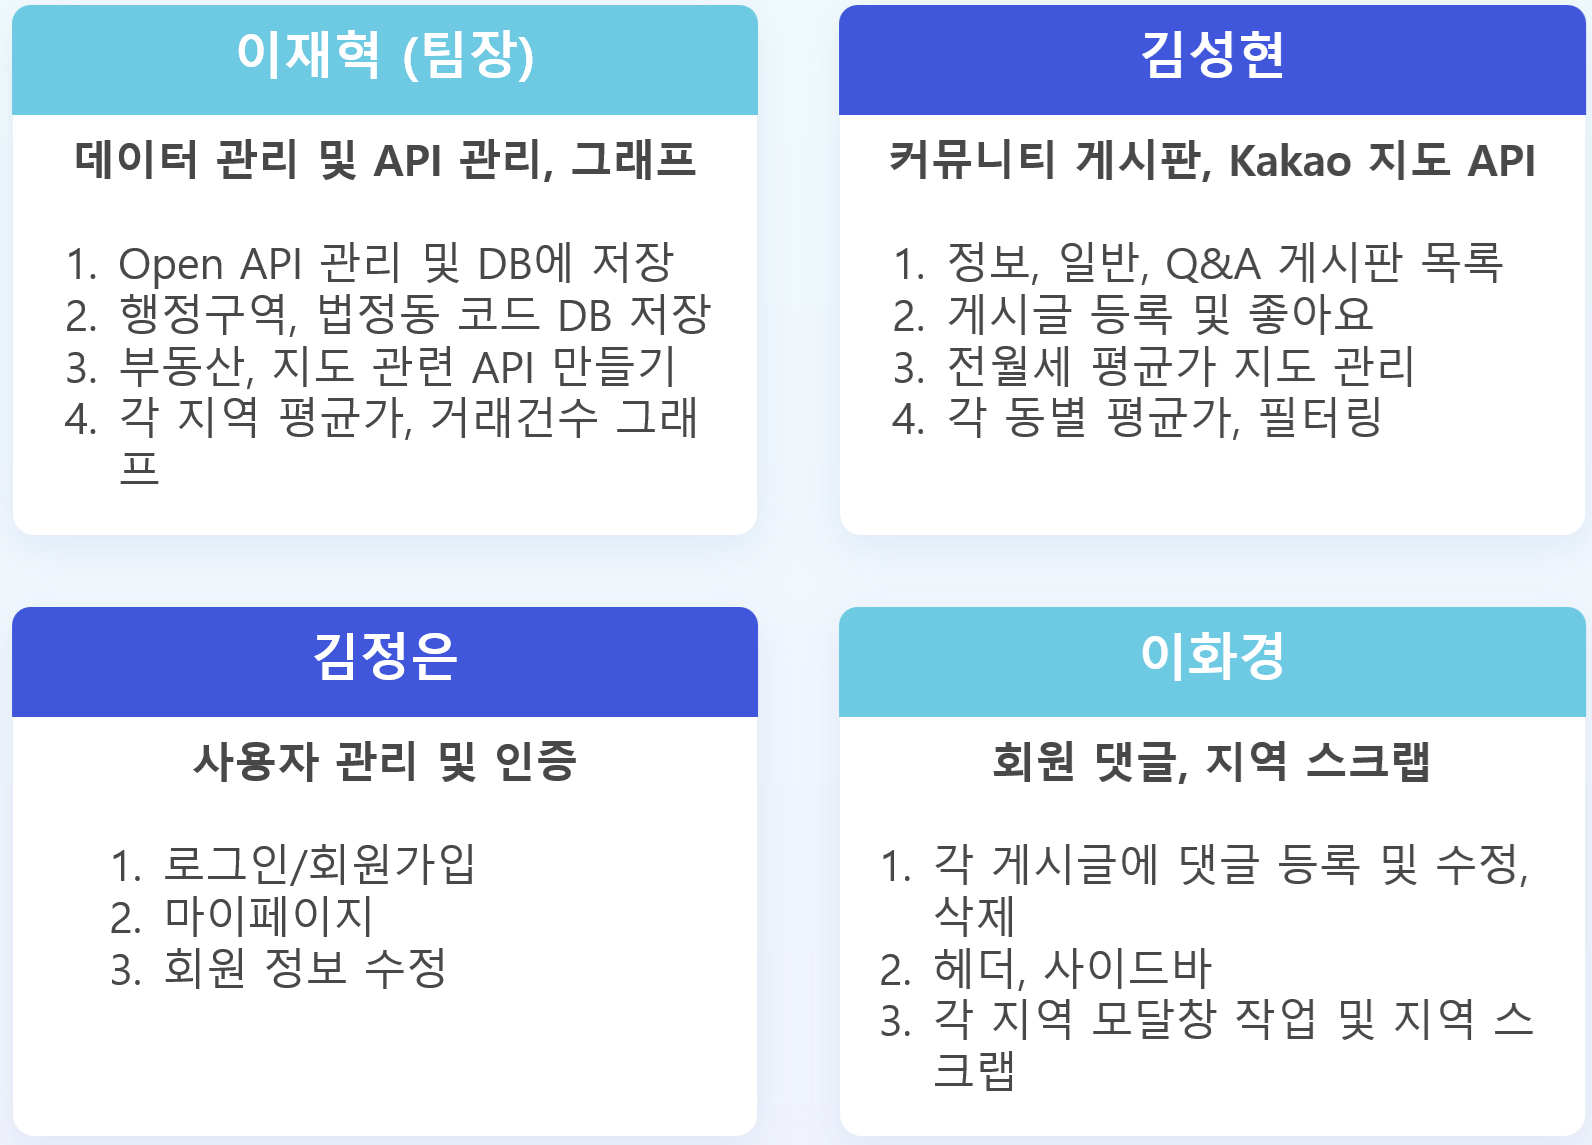 이재혁 (팀장)
데이터 관리 및 API 관리, 그래프
1. Open API 관리 및 DB에 저장
2. 행정구역, 법정동 코드 DB 저장
3. 부동산, 지도 관련 API 만들기
4. 각 지역 평균가, 거래건수 그래
프
김성현
커뮤니티 게시판, Kakao 지도 API
1. 정보, 일반, Q&A 게시판 목록
2. 게시글 등록 및 좋아요
3. 전월세 평균가 지도 관리
4. 각 동별 평균가, 필터링
김정은
사용자 관리 및 인증
1. 로그인/회원가입
2. 마이페이지
3. 회원 정보 수정
이화경
회원 댓글, 지역 스크랩
1. 각 게시글에 댓글 등록 및 수정,
삭제
2. 헤더, 사이드바
3. 각 지역 모달창 작업 및 지역 스
크랩